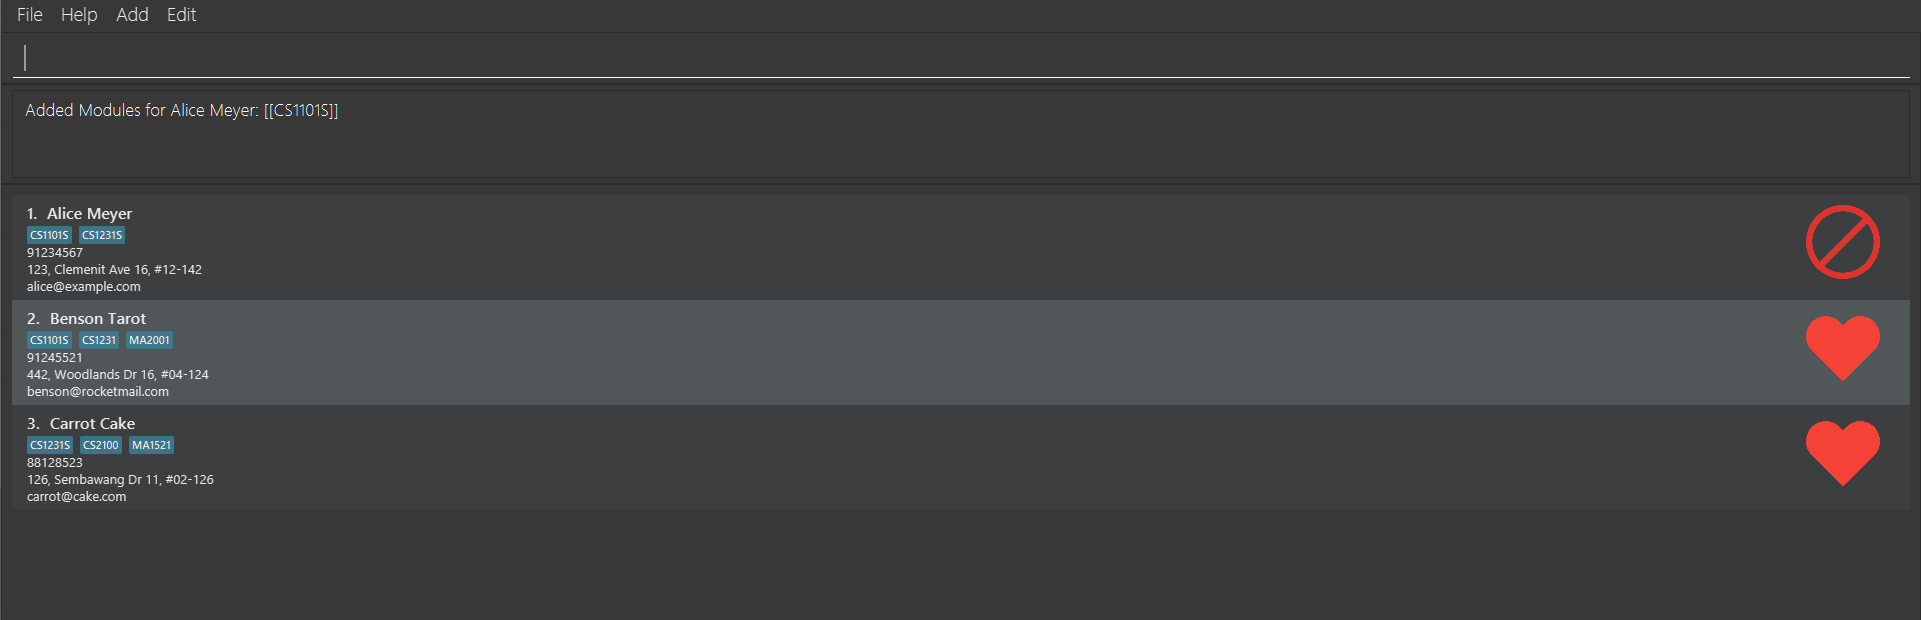 File Help Add Edit
Added Modules for Alice Meyer: [[CS1101S]]
1. Alice Meyer
CS1101S CS1231S
91234567
123, Clemenit Ave 16, #12-142
alice@example.com
2. Benson Tarot
CS1101S CS1231 MA2001
91245521
442, Woodlands Dr 16, #04-124
benson@rocketmail.com
3. Carrot Cake
CS1231S CS2100 MA1521
88128523
126, Sembawang Dr 11, #02-126
carrot@cake.com